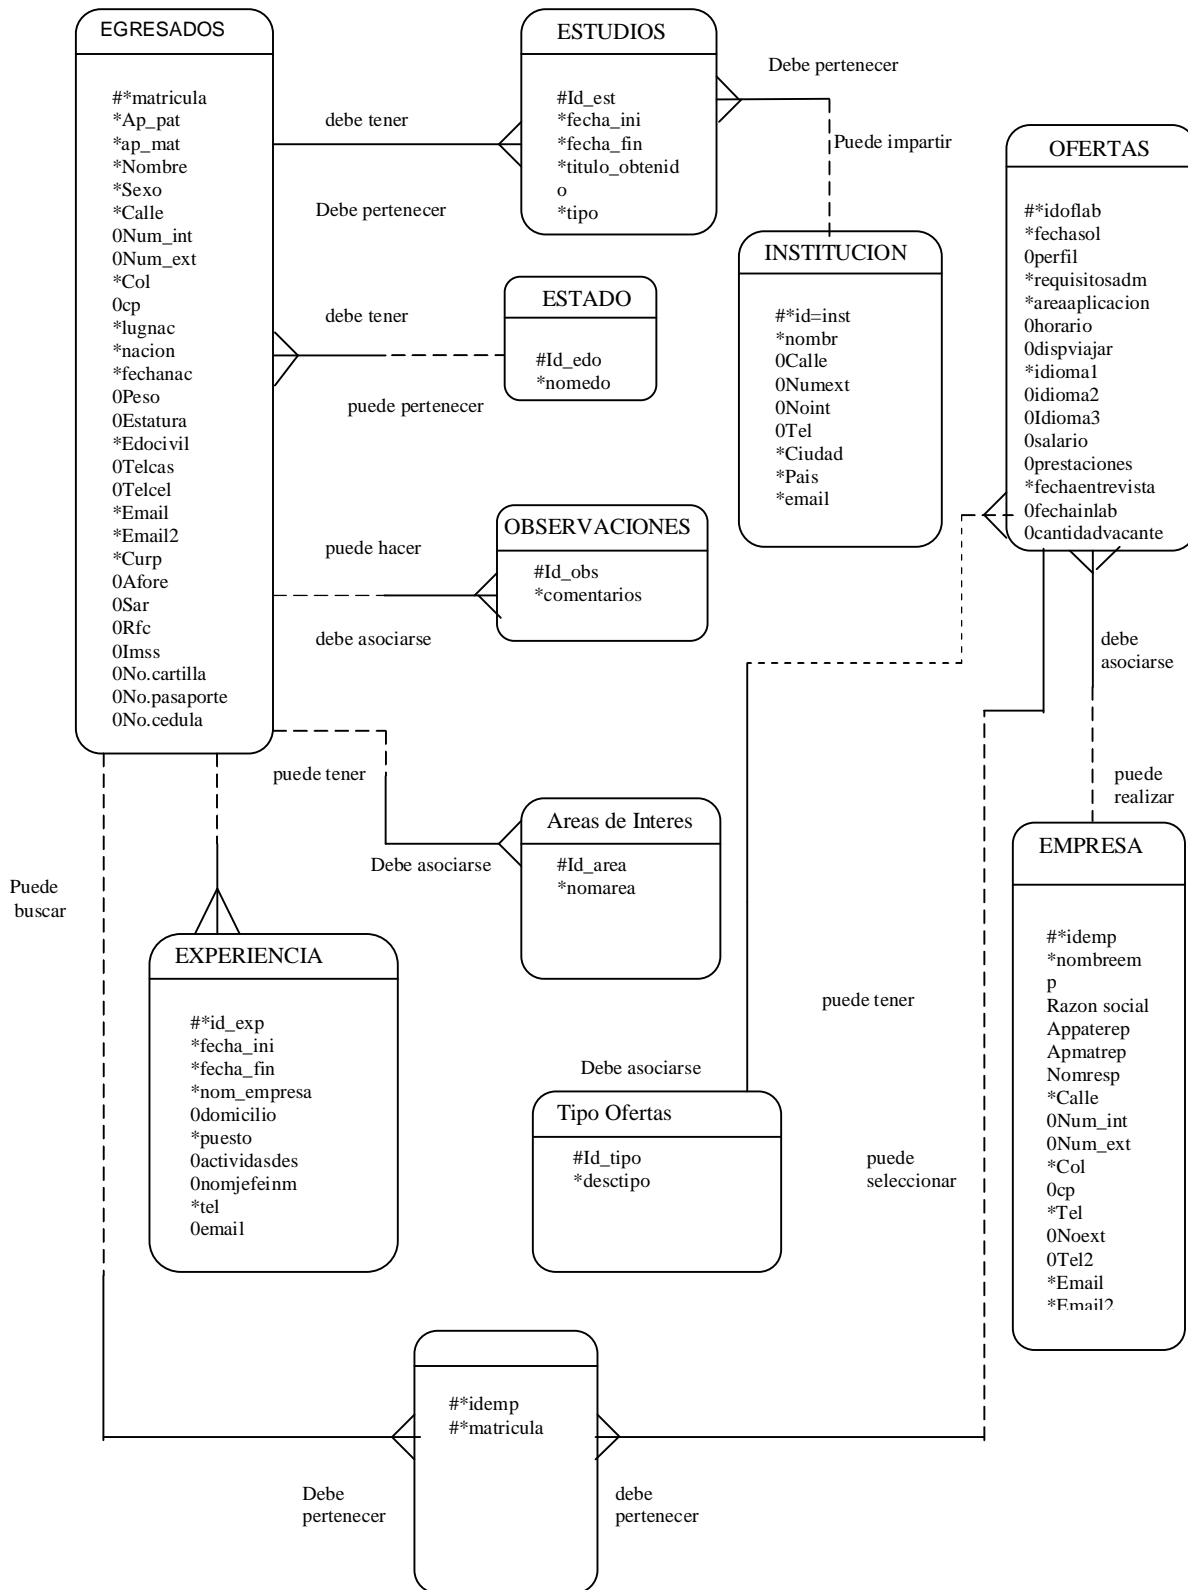 EGRESADOS
#*matricula
*Ap_pat
*ap_mat
*Nombre
*Sexo
*Calle
0Num_int
0Num_ext
*Col
0cp
*lugnac
*nacion
*fechanac
0Peso
0Estatura
*Edocivil
0Telcas
0Telcel
*Email
*Email2
*Curp
0Afore
0Sar
0Rfc
0Imss
0No.cartilla
0No.pasaporte
0No.cedula
debe tener
Debe pertenecer
ESTUDIOS
#Id_est
*fecha_ini
*fecha_fin
*titulo_obtenid
o
*tipo
Debe pertenecer
Puede impartir
INSTITUCION
#*id=inst
*nombr
0Calle
0Numext
0Noint
0Tel
*Ciudad
*Pais
*email
OFERTAS
#*idoflab
*fechasol
0perfil
*requisitosadm
*areaaplicacion
0horario
0dispviajar
*idioma1
0idioma2
0Idioma3
0salario
0prestaciones
*fechaentrevista
0fechainlab
0cantidadvacante
debe tener
puede pertenecer
ESTADO
#Id_edo
*nomedo
puede hacer
debe asociarse
OBSERVACIONES
#Id_obs
*comentarios
debe
asociarse
puede
realizar
puede tener
Debe asociarse
Areas de Interes
#Id_area
*nomarea
Puede
buscar
EXPERIENCIA
#*id_exp
*fecha_ini
*fecha_fin
*nom_empresa
0domicilio
*puesto
0actividasdes
0nomjefeinm
*tel
0email
puede tener
Debe asociarse
Tipo Ofertas
#Id_tipo
*desctipo
puede
seleccionar
EMPRESA
#*idemp
*nombreem
p
Razon social
Appaterep
Apmatrep
Nomresp
*Calle
0Num_int
0Num_ext
*Col
0cp
*Tel
0Noext
0Tel2
*Email
*Email2
#*idemp
#*matricula
Debe
pertenecer
debe
pertenecer